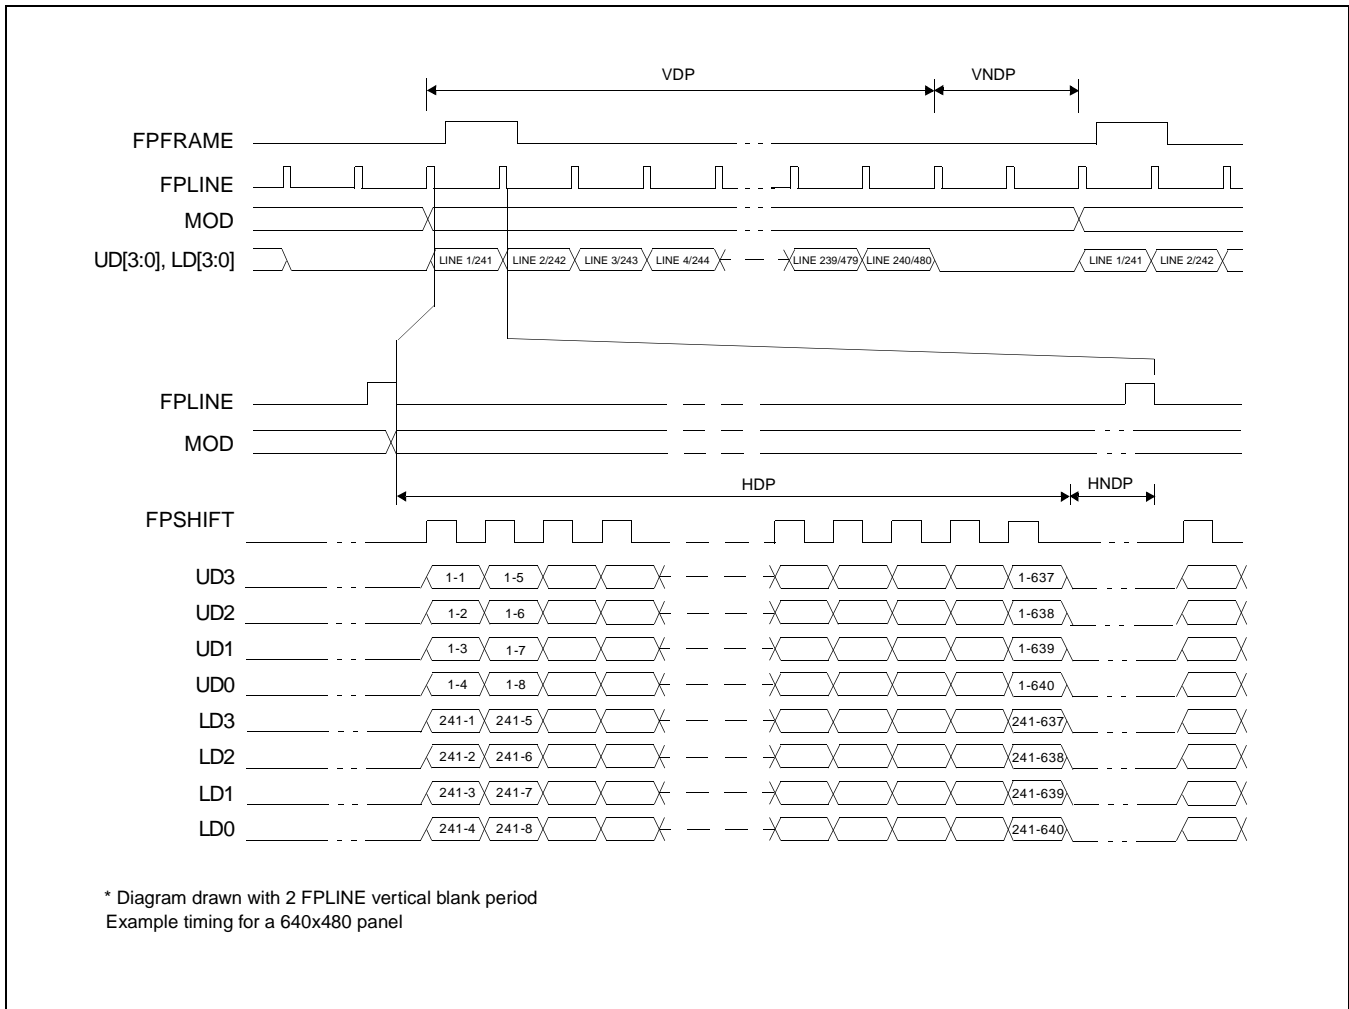 VDP VNDP
FPFRAME
FPLINE
MOD
UD[3:0], LD[3:0] LINE 1/241 LINE 2/242 LINE 3/243 LINE 4/244 LINE 239/479 LINE 240/480 LINE 1/241 LINE 2/242
FPLINE
MOD
HDP HNDP
FPSHIFT
UD3 1-1 1-5 1-637
UD2 1-2 1-6 1-638
UD1 1-3 1-7 1-639
UD0 1-4 1-8 1-640
LD3 241-1 241-5 241-637
LD2 241-2 241-6 241-638
LD1 241-3 241-7 241-639
LD0 241-4 241-8 241-640
* Diagram drawn with 2 FPLINE vertical blank period
Example timing for a 640x480 panel